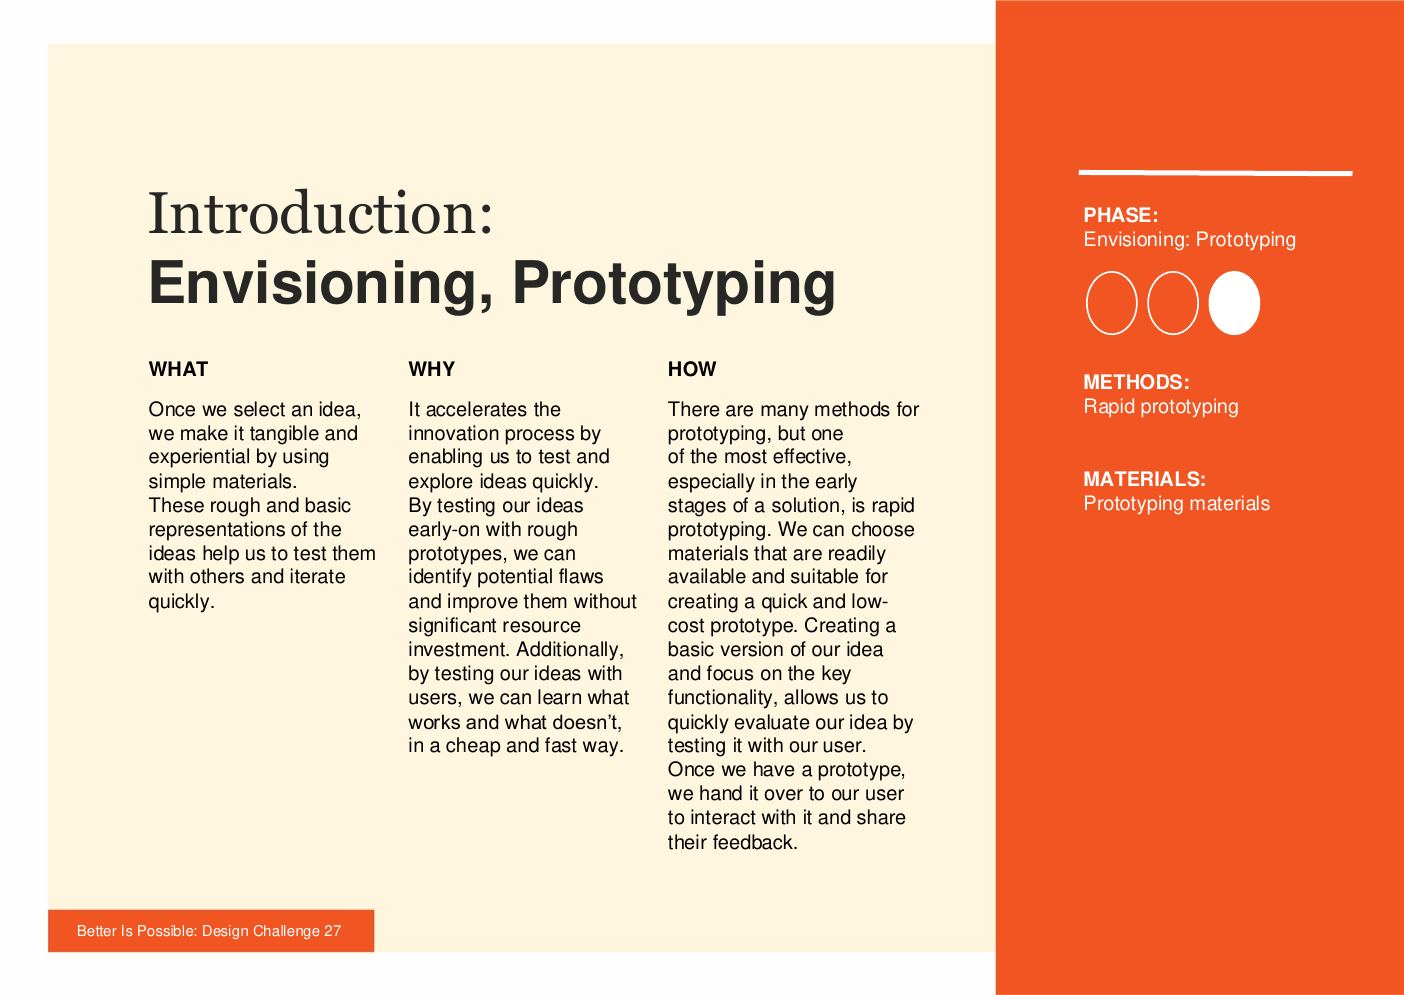 Introduction:
Envisioning, Prototyping
WHAT
Once we select an idea,
we make it tangible and
experiential by using
simple materials.
These rough and basic
representations of the
ideas help us to test them
with others and iterate
quickly.
WHY
It accelerates the
innovation process by
enabling us to test and
explore ideas quickly.
By testing our ideas
early-on with rough
prototypes, we can
identify potential flaws
and improve them without
significant resource
investment. Additionally,
by testing our ideas with
users, we can learn what
works and what doesn’t,
in a cheap and fast way.
HOW
There are many methods for
prototyping, but one
of the most effective,
especially in the early
stages of a solution, is rapid
prototyping. We can choose
materials that are readily
available and suitable for
creating a quick and low-
cost prototype. Creating a
basic version of our idea
and focus on the key
functionality, allows us to
quickly evaluate our idea by
testing it with our user.
Once we have a prototype,
we hand it over to our user
to interact with it and share
their feedback.
PHASE:
Envisioning: Prototyping
METHODS:
Rapid prototyping
MATERIALS:
Prototyping materials
Better Is Possible: Design Challenge 27